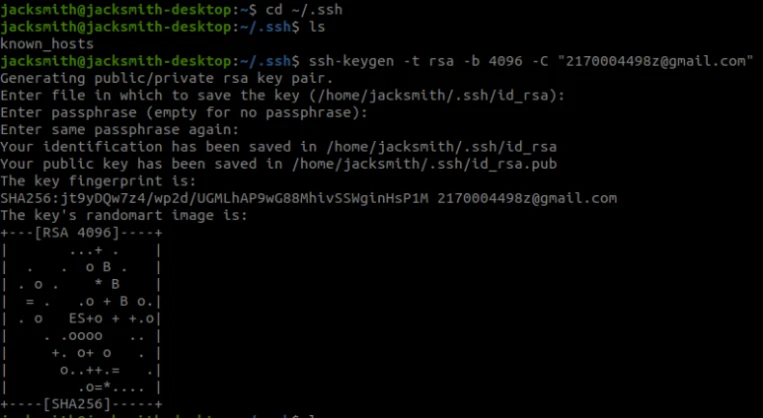 jacksmith@jacksmith-desktop:~$ cd ~/.ssh
jacksmith@jacksmith-desktop:~/.ssh$ ls
known_hosts
jacksmith@jacksmith-desktop:~/.ssh$ ssh-keygen -t rsa -b 4096 -C "2170004498z@gmail.com"
Generating public/private rsa key pair.
Enter file in which to save the key (/home/jacksmith/.ssh/id_rsa):
Enter passphrase (empty for no passphrase):
Enter same passphrase again:
Your identification has been saved in /home/jacksmith/.ssh/id_rsa
Your public key has been saved in /home/jacksmith/.ssh/id_rsa.pub
The key fingerprint is:
SHA256:jt9yDQw7z4/wp2d/UGMLhAP9wG88MhivSSWginHsP1M 2170004498z@gmail.com
The key's randomart image is:
+---[RSA 4096]----+
|       ...+ .    |
|  .   .  o B .   |
| . o .    * B    |
|  = .   .o + B o.|
| . o   ES+o + +.o|
|    . .oooo   .. |
|     +. o+ o   . |
|      o..++.=   .|
|        .o=*.... |
+----[SHA256]-----+